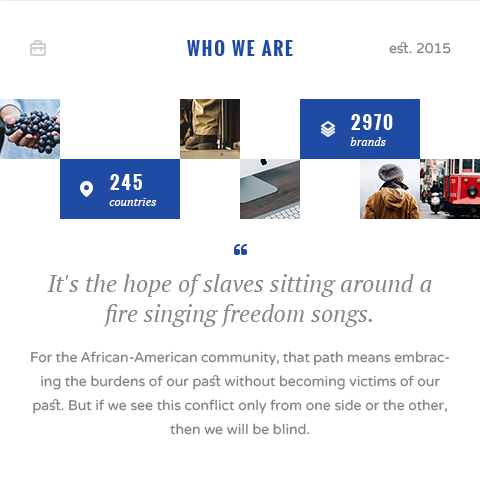 WHO WE ARE
est. 2015
2970
brands
245
countries
“
It's the hope of slaves sitting around a
fire singing freedom songs.
For the African-American community, that path means embrac-
ing the burdens of our past without becoming victims of our
past. But if we see this conflict only from one side or the other,
then we will be blind.